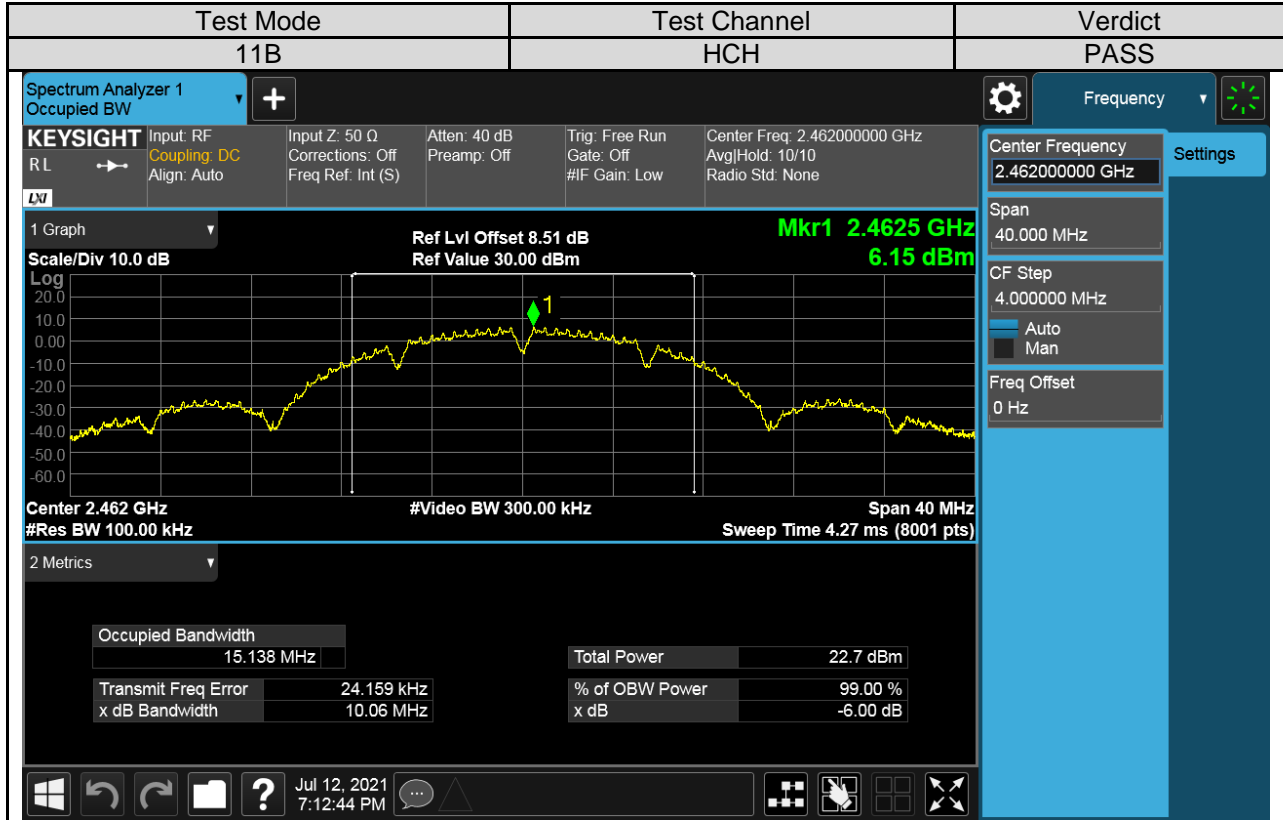 Test Mode Test Channel Verdict
11B HCH PASS
Spectrum Analyzer 1
Occupied BW
+
Frequency
KEYSIGHT
R L
LXI
Input: RF
Coupling: DC
Align: Auto
Input Z: 50 Ω
Corrections: Off
Freq Ref: Int (S)
Atten: 40 dB
Preamp: Off
Trig: Free Run
Gate: Off
#IF Gain: Low
Center Freq: 2.462000000 GHz
Avg|Hold: 10/10
Radio Std: None
Center Frequency
2.462000000 GHz
Settings
Span
40.000 MHz
CF Step
4.000000 MHz
Auto
Man
Freq Offset
0 Hz
1 Graph
Scale/Div 10.0 dB
Ref Lvl Offset 8.51 dB
Ref Value 30.00 dBm
Mkr1 2.4625 GHz
6.15 dBm
Log
20.0
10.0
0.00
-10.0
-20.0
-30.0
-40.0
-50.0
-60.0
1
Center 2.462 GHz
#Video BW 300.00 kHz
Span 40 MHz
#Res BW 100.00 kHz
Sweep Time 4.27 ms (8001 pts)
2 Metrics
Occupied Bandwidth
15.138 MHz
Total Power 22.7 dBm
Transmit Freq Error 24.159 kHz
% of OBW Power 99.00 %
x dB Bandwidth 10.06 MHz
x dB -6.00 dB
?
Jul 12, 2021
7:12:44 PM